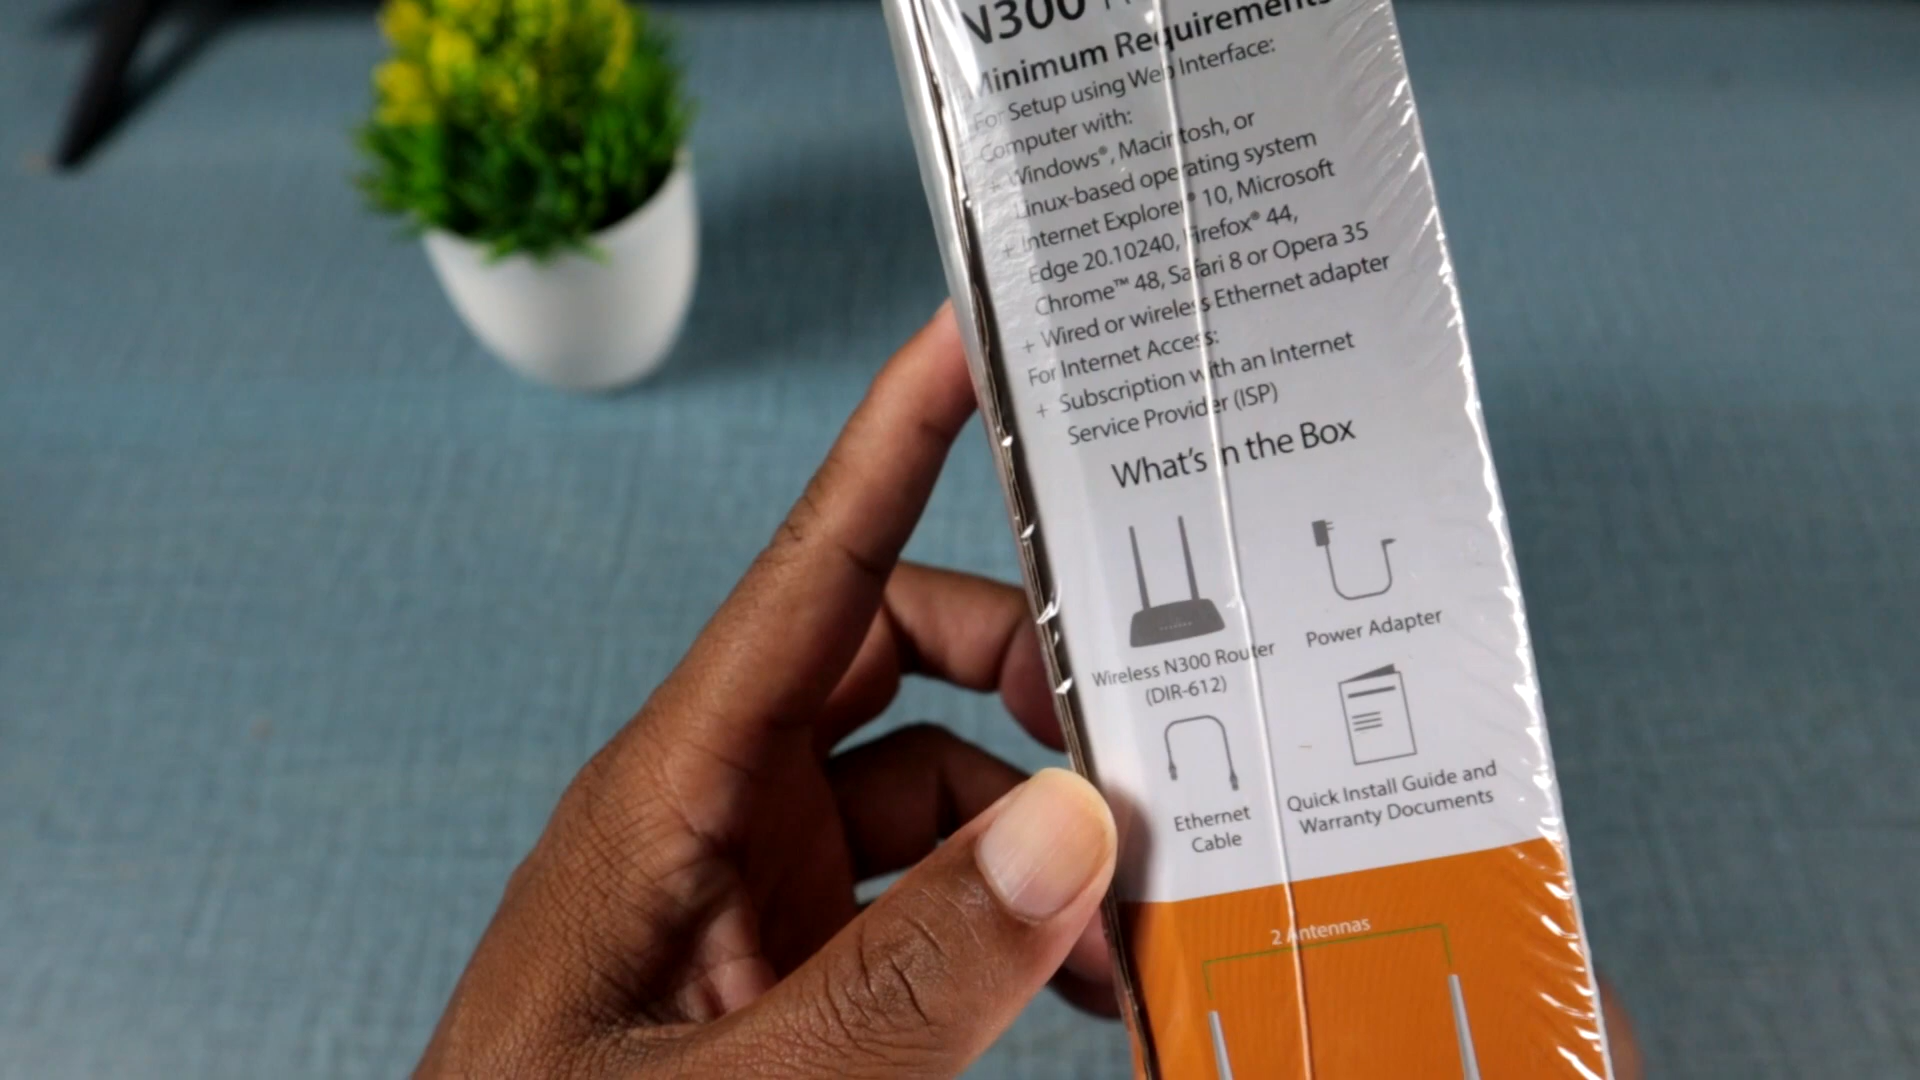 N300
Minimum Requirements
For Setup using Web Interface:
Computer with:
+ Windows®, Macintosh, or
Linux-based operating system
+ Internet Explorer® 10, Microsoft
Edge 20.10240, Firefox® 44,
Chrome™ 48, Safari 8 or Opera 35
+ Wired or wireless Ethernet adapter
For Internet Access:
+ Subscription with an Internet
Service Provider (ISP)
What's in the Box
Wireless N300 Router
(DIR-612)
Power Adapter
Ethernet
Cable
Quick Install Guide and
Warranty Documents
2 Antennas